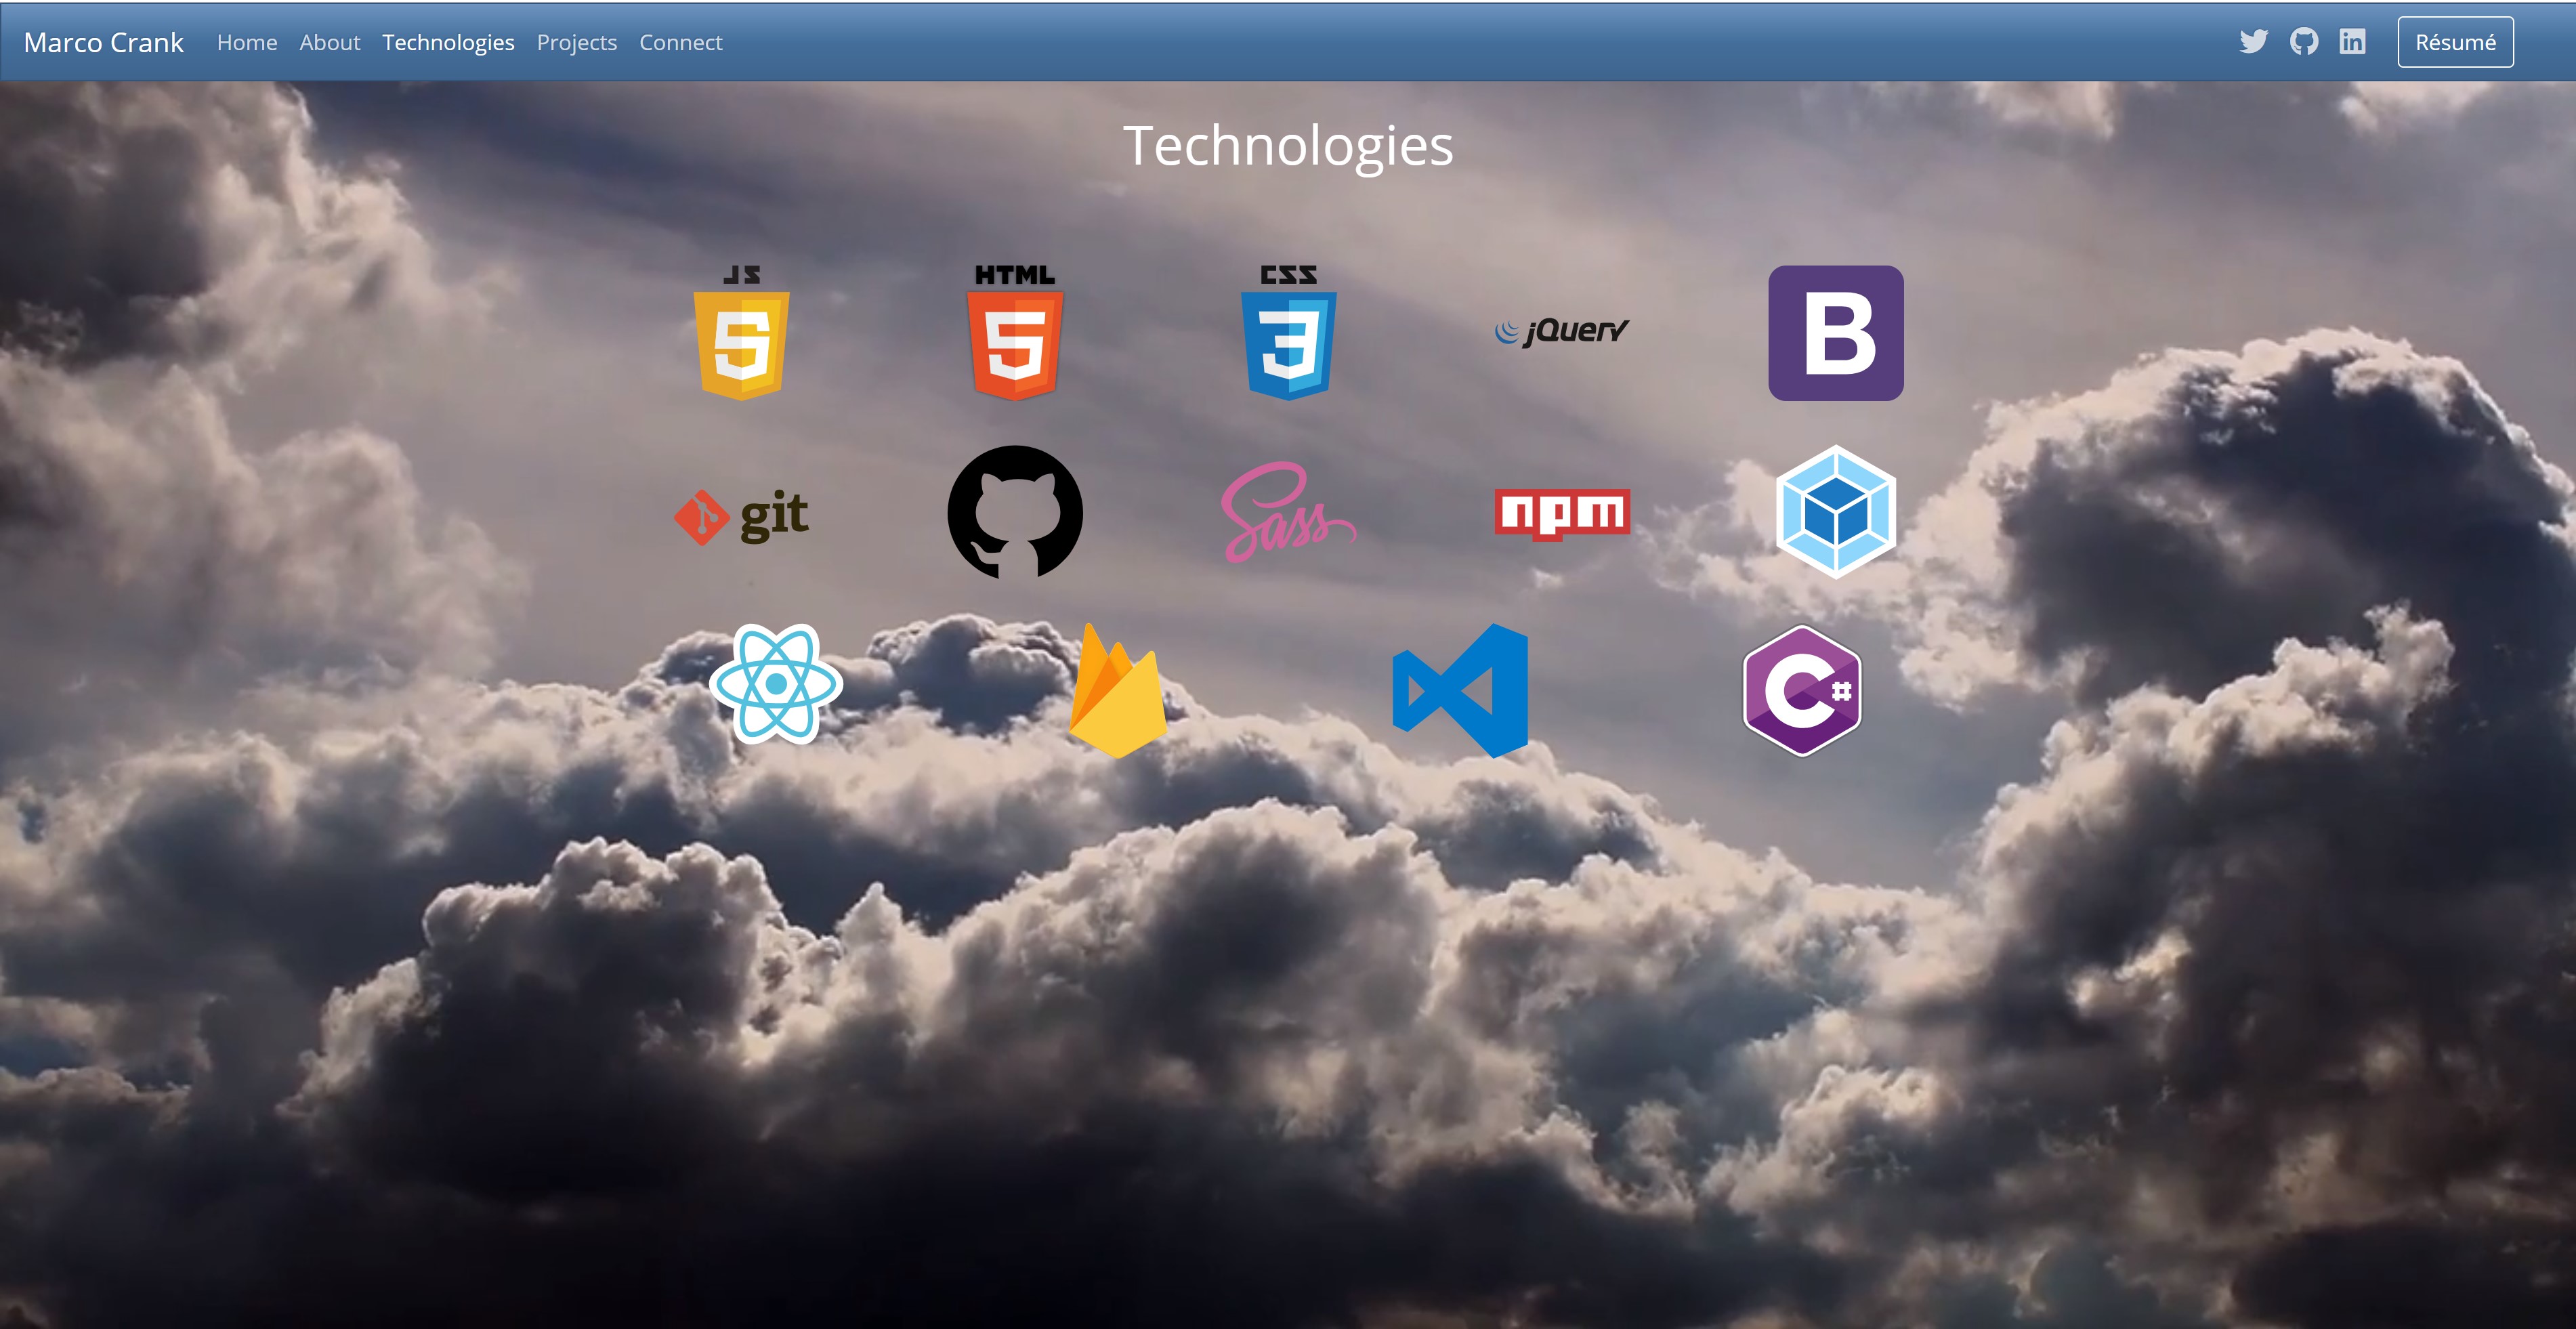 Marco Crank Home About Technologies Projects Connect Résumé
Technologies
JS HTML CSS jQuery B
5 5 3
git Sass npm
C#